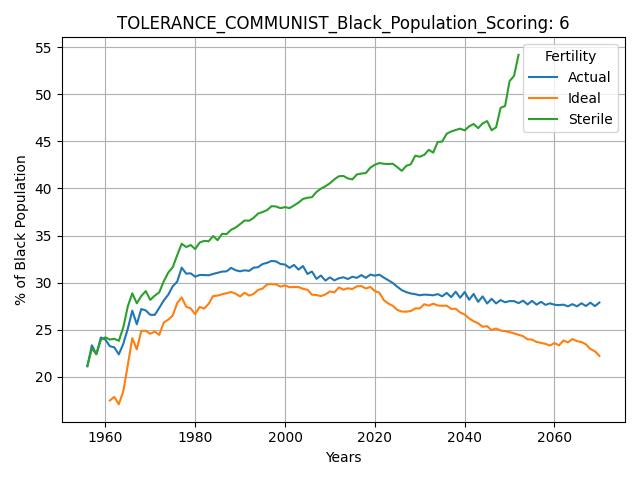 TOLERANCE_COMMUNIST_Black_Population_Scoring: 6
Fertility
Actual
Ideal
Sterile
% of Black Population
55
50
45
40
35
30
25
20
1960
1980
2000
2020
2040
2060
Years